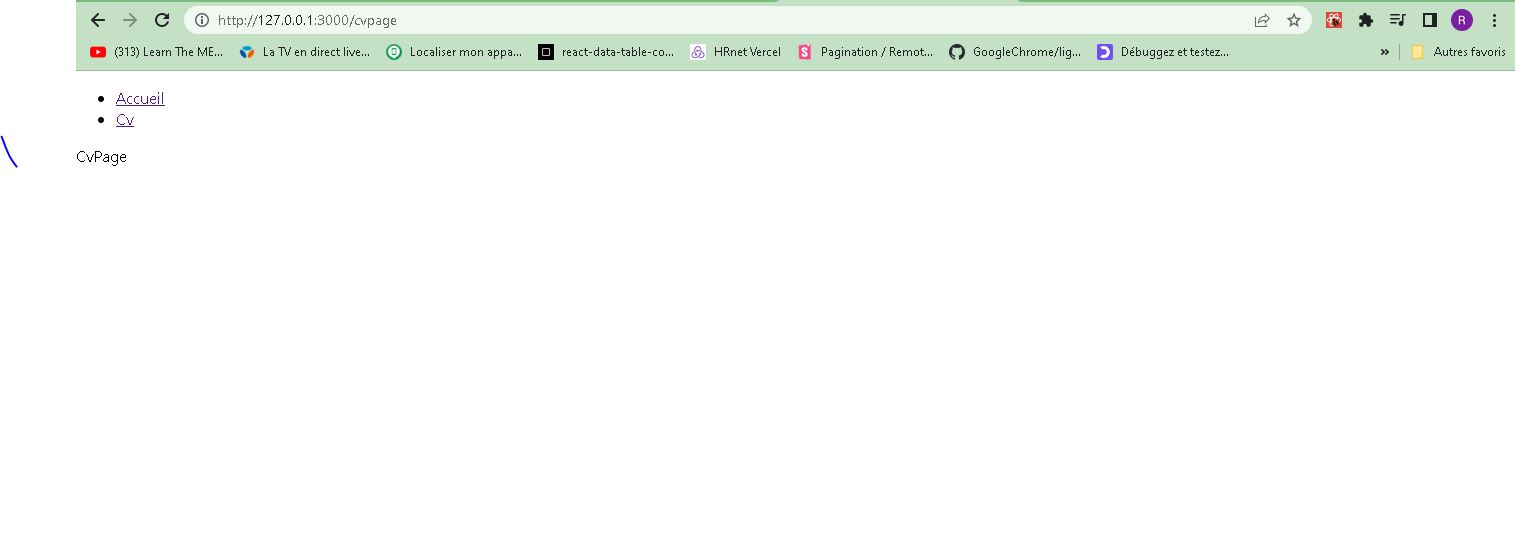 http://127.0.0.1:3000/cvpage
R
(313) Learn The ME... La TV en direct live... Localiser mon appa... react-data-table-co... HRnet Vercel Pagination / Remot... GoogleChrome/lig... Débuggez et testez... » Autres favoris
Accueil
Cv
CvPage